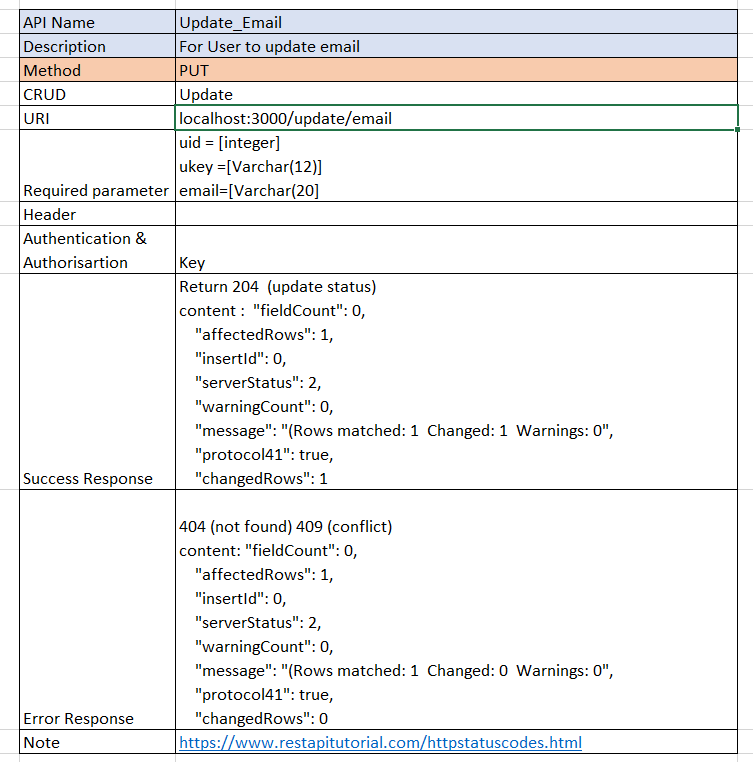 API Name Update_Email
Description For User to update email
Method PUT
CRUD Update
URI localhost:3000/update/email
uid = [integer]
ukey =[Varchar(12)]
Required parameter email=[Varchar(20]
Header
Authentication &
Authorisartion Key
Return 204  (update status)
content :  "fieldCount": 0,
"affectedRows": 1,
"insertId": 0,
"serverStatus": 2,
"warningCount": 0,
"message": "(Rows matched: 1  Changed: 1  Warnings: 0",
"protocol41": true,
Success Response "changedRows": 1
404 (not found) 409 (conflict)
content: "fieldCount": 0,
"affectedRows": 1,
"insertId": 0,
"serverStatus": 2,
"warningCount": 0,
"message": "(Rows matched: 1  Changed: 0  Warnings: 0",
"protocol41": true,
Error Response "changedRows": 0
Note https://www.restapitutorial.com/httpstatuscodes.html